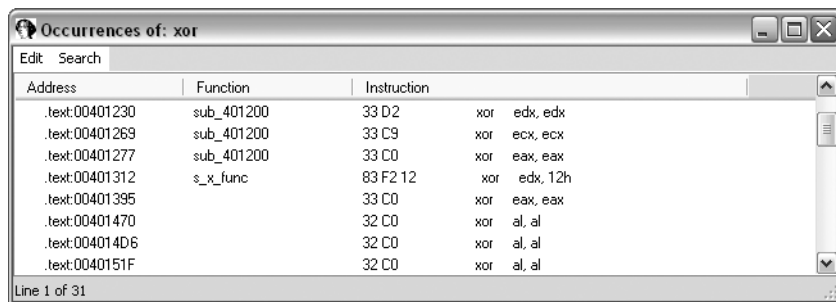 Occurrences of: xor
Edit Search
Address Function Instruction
.text:00401230 sub_401200 33 D2 xor edx, edx
.text:00401269 sub_401200 33 C9 xor ecx, ecx
.text:00401277 sub_401200 33 C0 xor eax, eax
.text:00401312 s_x_func 83 F2 12 xor edx, 12h
.text:00401395 33 C0 xor eax, eax
.text:00401470 32 C0 xor al, al
.text:004014D6 32 C0 xor al, al
.text:0040151F 32 C0 xor al, al
Line 1 of 31